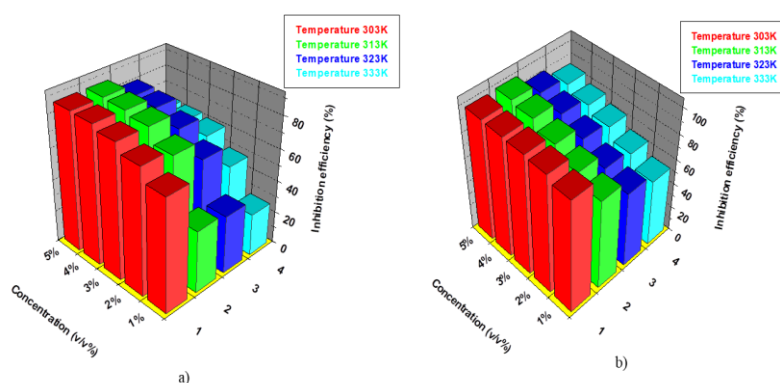 Temperature 303K
Temperature 313K
Temperature 323K
Temperature 333K
80
60
40
20
0
Inhibition efficiency (%)
5%
4%
3%
2%
1%
Concentration (v/v%)
1
2
3
4
a)
Temperature 303K
Temperature 313K
Temperature 323K
Temperature 333K
100
80
60
40
20
0
Inhibition efficiency (%)
5%
4%
3%
2%
1%
Concentration (v/v%)
1
2
3
4
b)